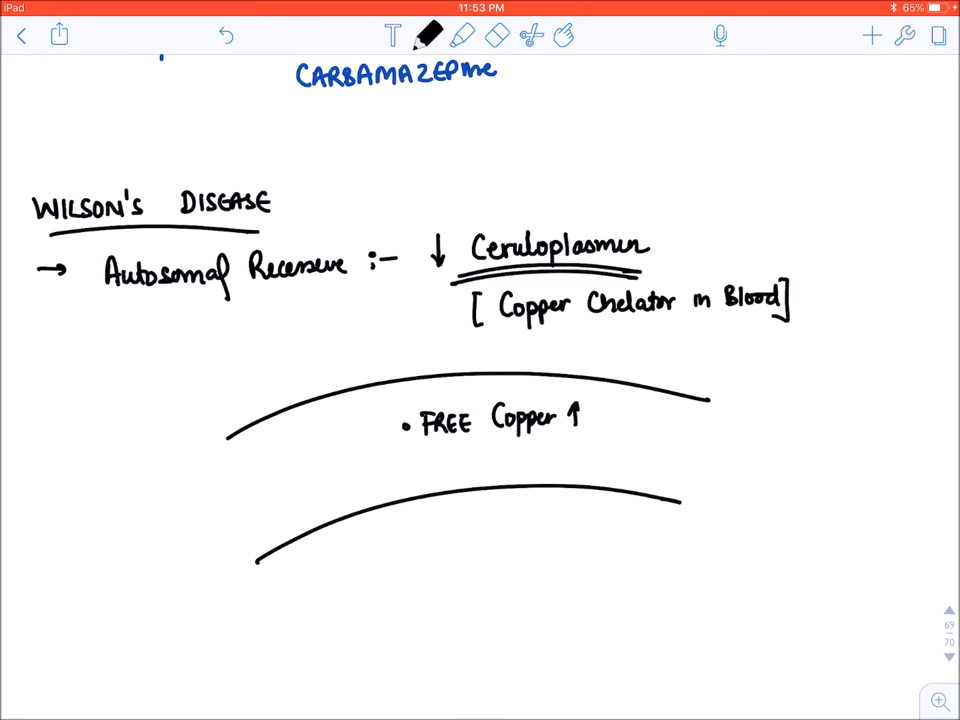 iPad
11:53 PM
65%
T
CARBAMAZEPine
WILSON'S DISEASE
→ Autosomal Recessive :- ↓ Ceruloplasmin
[ Copper Chelator in Blood]
• FREE Copper ↑
69
70